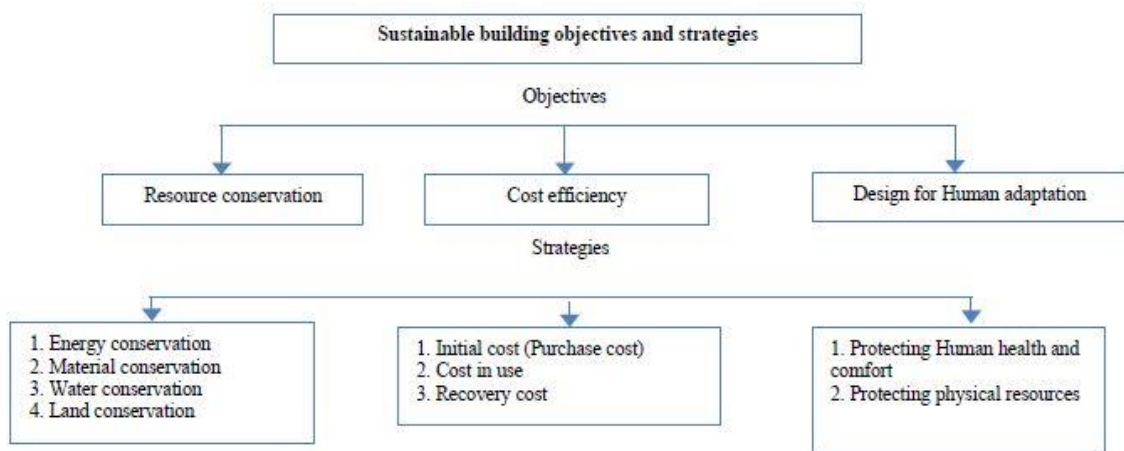 Sustainable building objectives and strategies
Objectives
Resource conservation
Cost efficiency
Design for Human adaptation
Strategies
1. Energy conservation
2. Material conservation
3. Water conservation
4. Land conservation
1. Initial cost (Purchase cost)
2. Cost in use
3. Recovery cost
1. Protecting Human health and
comfort
2. Protecting physical resources